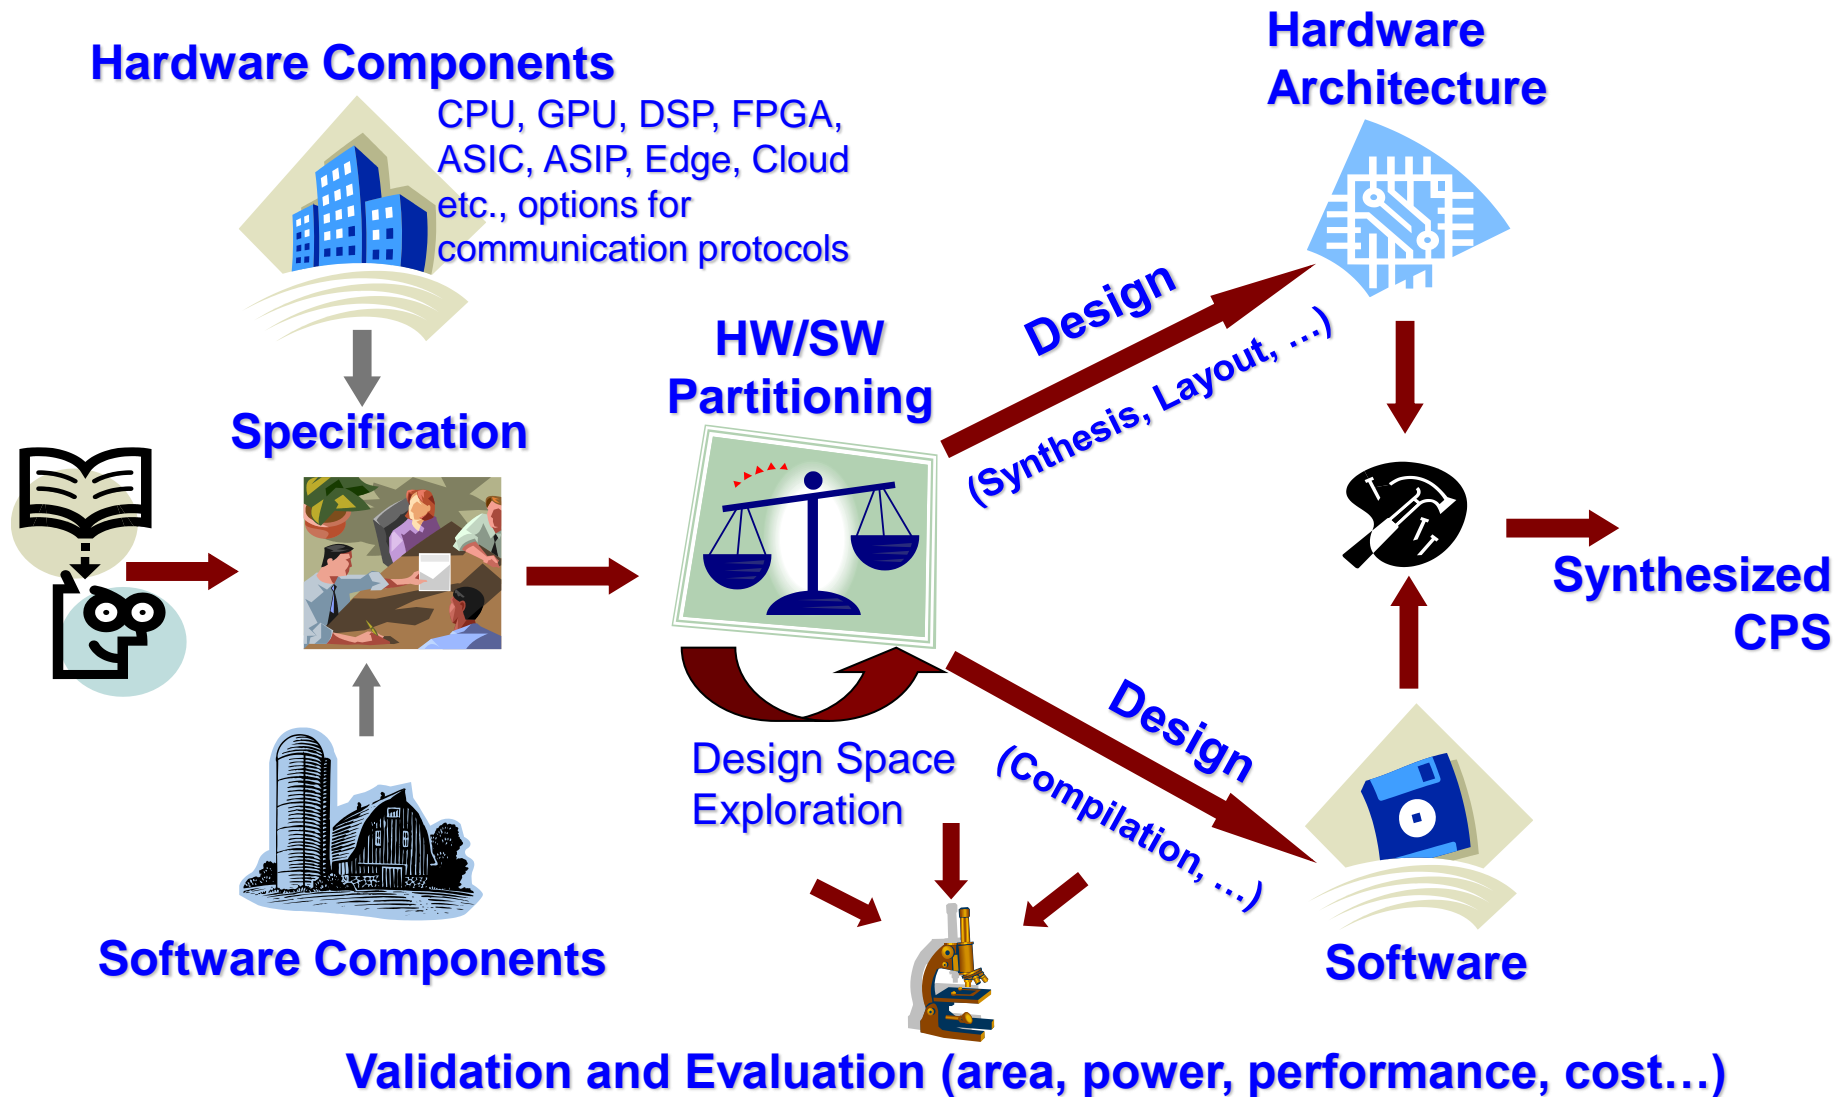 Hardware Components
CPU, GPU, DSP, FPGA,
ASIC, ASIP, Edge, Cloud
etc., options for
communication protocols
Specification
Software Components
HW/SW
Partitioning
Design Space
Exploration
Design
(Synthesis, Layout, …)
Design
(Compilation, …)
Hardware
Architecture
Software
Synthesized
CPS
Validation and Evaluation (area, power, performance, cost…)